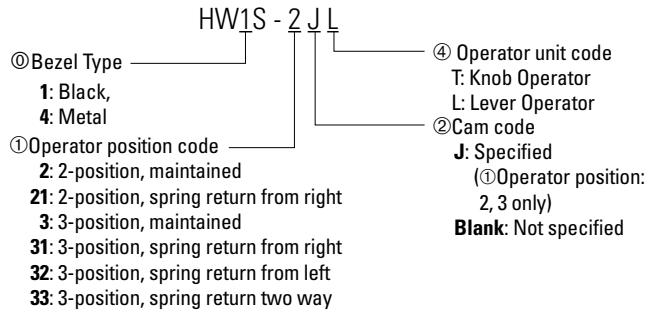 HW1S - 2 J L
⓪Bezel Type
1: Black,
4: Metal
①Operator position code
2: 2-position, maintained
21: 2-position, spring return from right
3: 3-position, maintained
31: 3-position, spring return from right
32: 3-position, spring return from left
33: 3-position, spring return two way
④ Operator unit code
T: Knob Operator
L: Lever Operator
②Cam code
J: Specified
(①Operator position:
2, 3 only)
Blank: Not specified